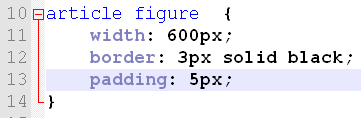 10 article figure  {
11     width: 600px;
12     border: 3px solid black;
13     padding: 5px;
14 }